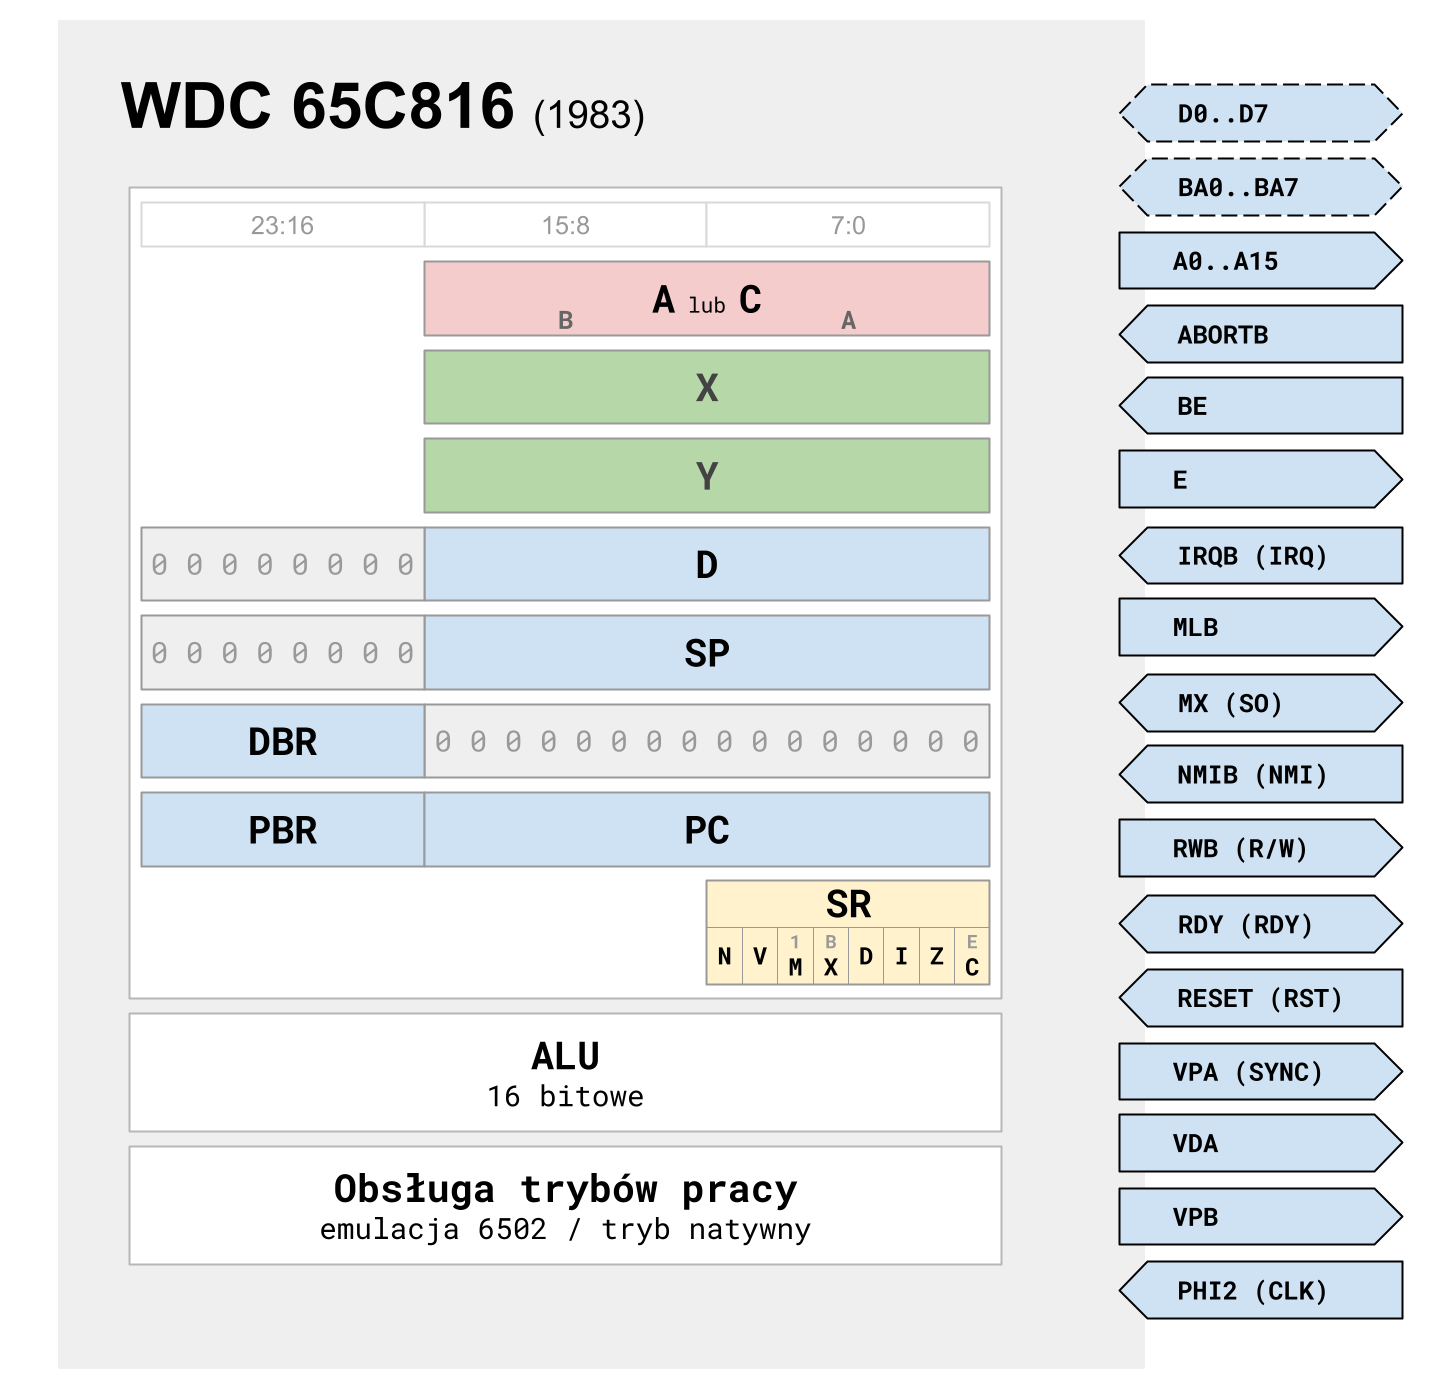 WDC 65C816 (1983)
23:16 15:8 7:0
A lub C
B A
X
Y
0 0 0 0 0 0 0 0 D
0 0 0 0 0 0 0 0 SP
DBR 0 0 0 0 0 0 0 0 0 0 0 0 0 0 0 0
PBR PC
SR
1 B E
N V M X D I Z C
ALU
16 bitowe
Obsługa trybów pracy
emulacja 6502 / tryb natywny
D0..D7
BA0..BA7
A0..A15
ABORTB
BE
E
IRQB (IRQ)
MLB
MX (SO)
NMIB (NMI)
RWB (R/W)
RDY (RDY)
RESET (RST)
VPA (SYNC)
VDA
VPB
PHI2 (CLK)